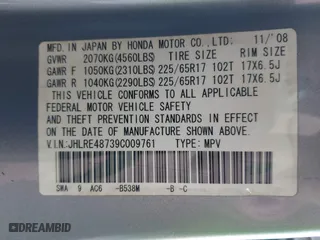 MFD. IN JAPAN BY HONDA MOTOR CO.,LTD. 11/'08
GVWR 2070KG(4560LBS) TIRE SIZE RIM SIZE
GAWR F 1050KG(2310LBS) 225/65R17 102T 17X6.5J
GAWR R 1040KG(2290LBS) 225/65R17 102T 17X6.5J
THIS VEHICLE CONFORMS TO ALL APPLICABLE
FEDERAL MOTOR VEHICLE SAFETY AND
THEFT PREVENTION STANDARDS IN EFFECT ON
THE DATE OF MANUFACTURE SHOWN ABOVE.
V.I.N:JHLRE48739C009761 TYPE: MPV
SWA 9 AC6 -B538M -B -C